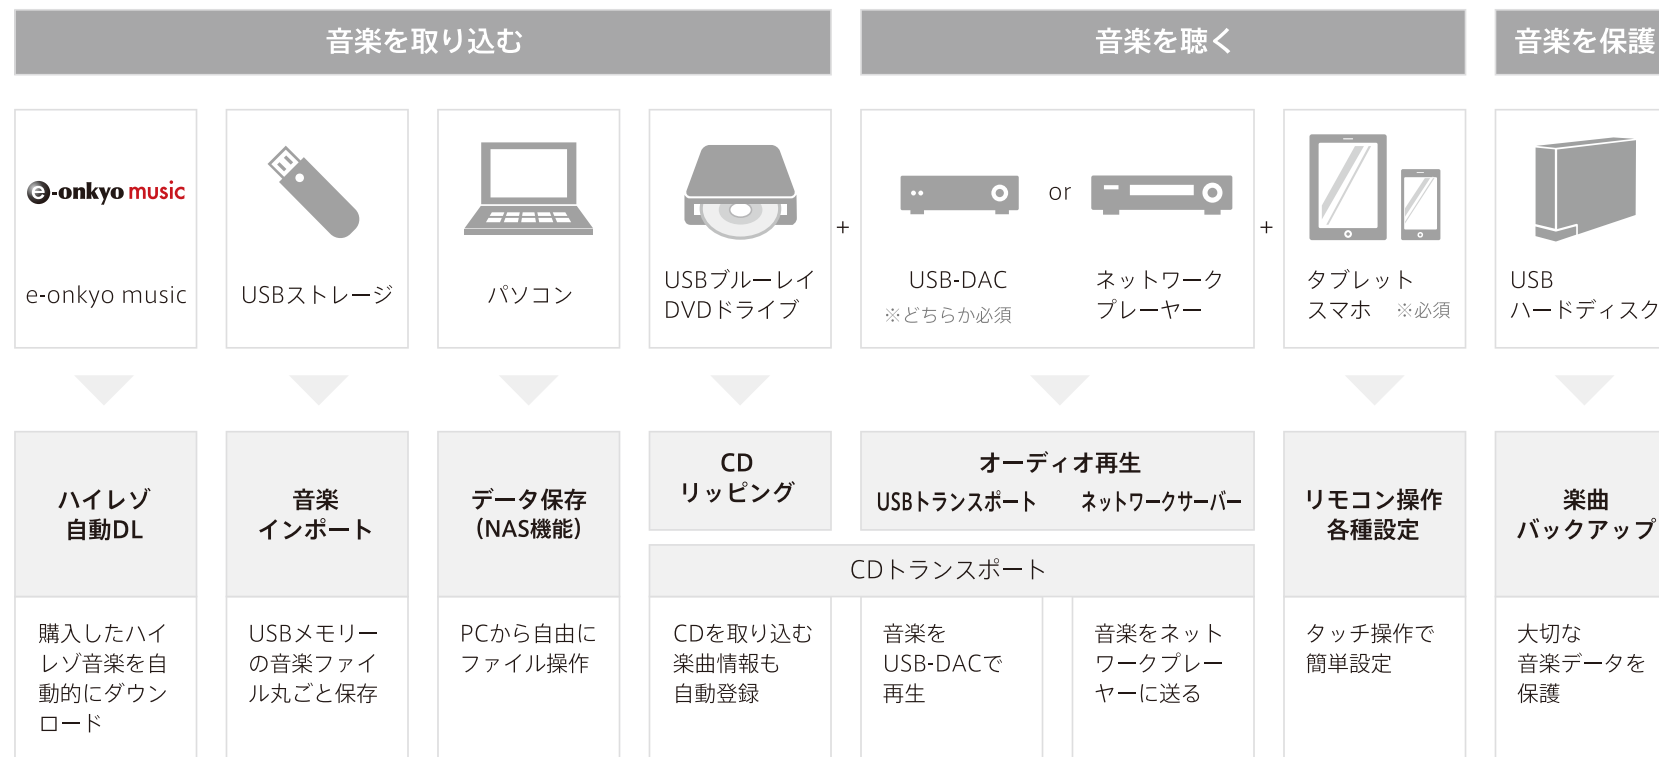 音楽を取り込む
音楽を聴く
音楽を保護
e-onkyo music
e-onkyo music
USBストレージ
パソコン
USBブルーレイ
DVDドライブ
+
or
USB-DAC
※どちらか必須
ネットワーク
プレーヤー
+
タブレット
スマホ ※必須
USB
ハードディスク
ハイレゾ
自動DL
音楽
インポート
データ保存
(NAS機能)
CD
リッピング
オーディオ再生
USBトランスポート
ネットワークサーバー
CDトランスポート
リモコン操作
各種設定
楽曲
バックアップ
購入したハイ
レゾ音楽を自
動的にダウン
ロード
USBメモリー
の音楽ファイ
ル丸ごと保存
PCから自由に
ファイル操作
CDを取り込む
楽曲情報も
自動登録
音楽を
USB-DACで
再生
音楽をネット
ワークプレー
ヤーに送る
タッチ操作で
簡単設定
大切な
音楽データを
保護